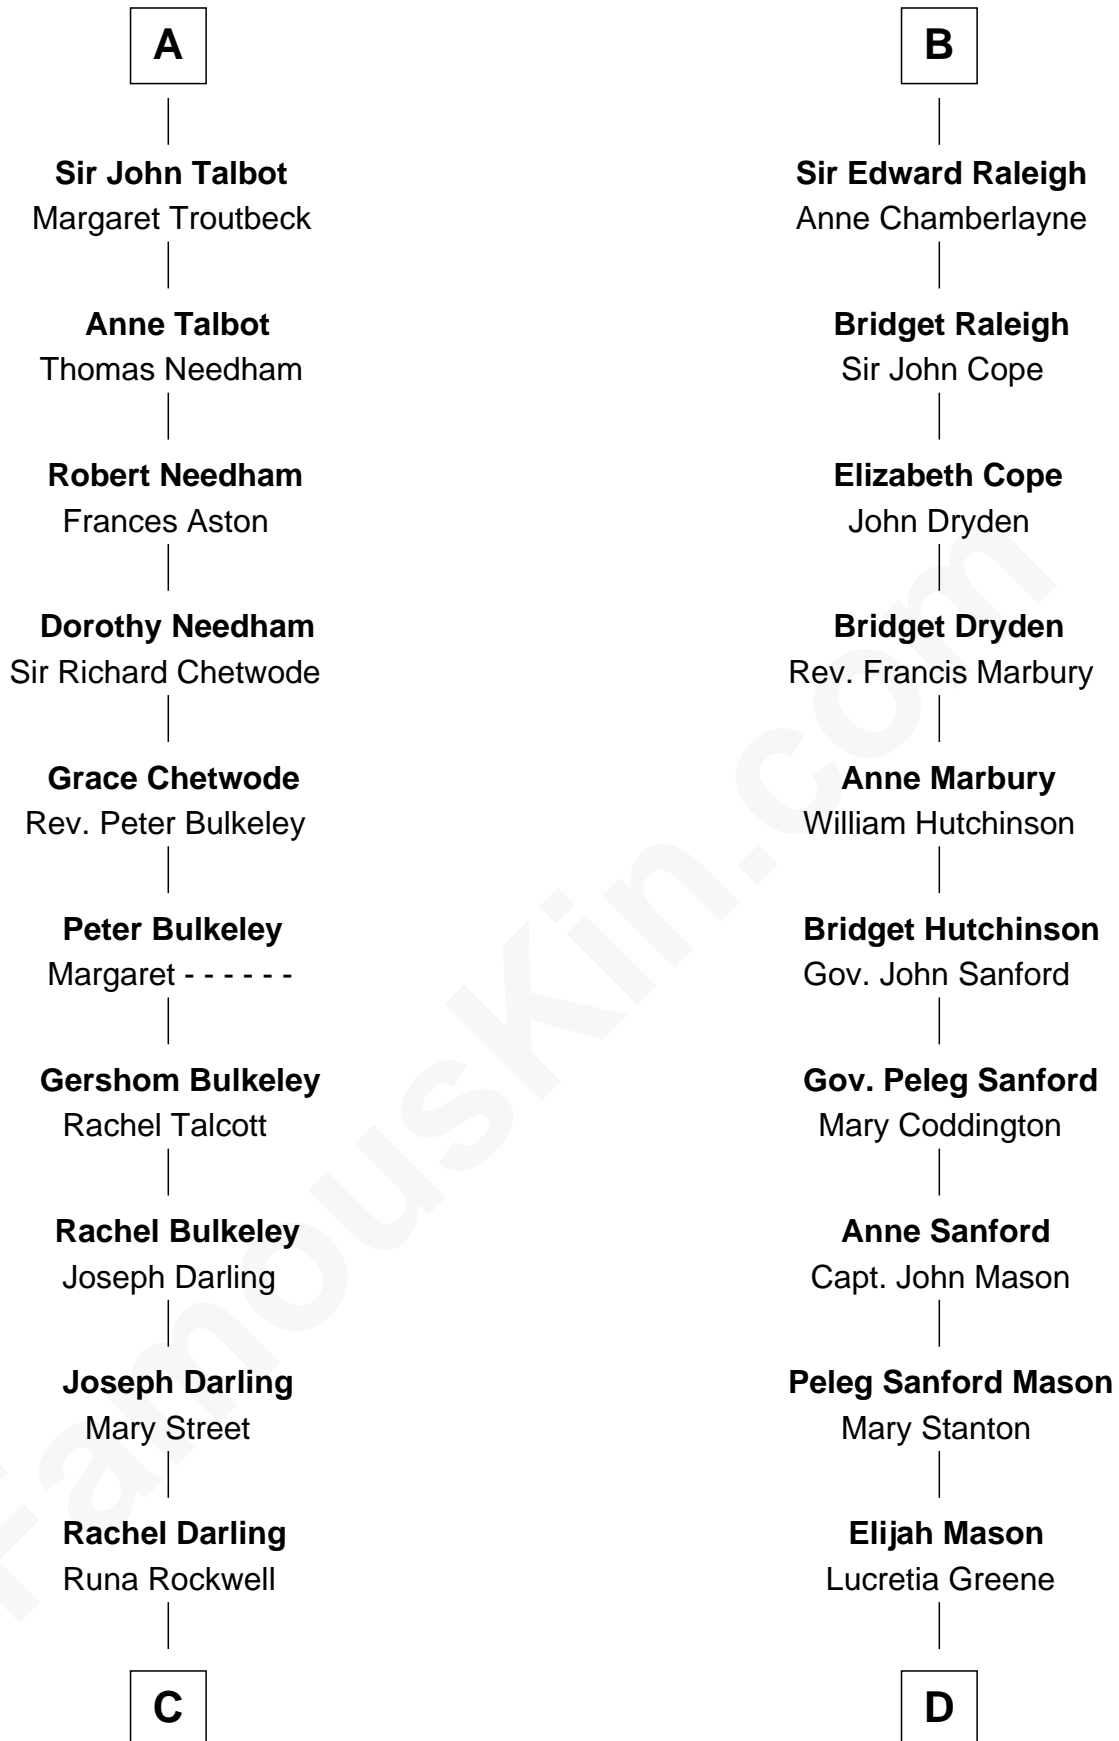 A
Sir John Talbot
Margaret Troutbeck
Anne Talbot
Thomas Needham
Robert Needham
Frances Aston
Dorothy Needham
Sir Richard Chetwode
Grace Chetwode
Rev. Peter Bulkeley
Peter Bulkeley
Margaret - - - - - -
Gershom Bulkeley
Rachel Talcott
Rachel Bulkeley
Joseph Darling
Joseph Darling
Mary Street
Rachel Darling
Runa Rockwell
C
B
Sir Edward Raleigh
Anne Chamberlayne
Bridget Raleigh
Sir John Cope
Elizabeth Cope
John Dryden
Bridget Dryden
Rev. Francis Marbury
Anne Marbury
William Hutchinson
Bridget Hutchinson
Gov. John Sanford
Gov. Peleg Sanford
Mary Coddington
Anne Sanford
Capt. John Mason
Peleg Sanford Mason
Mary Stanton
Elijah Mason
Lucretia Greene
D
FamousKin.com